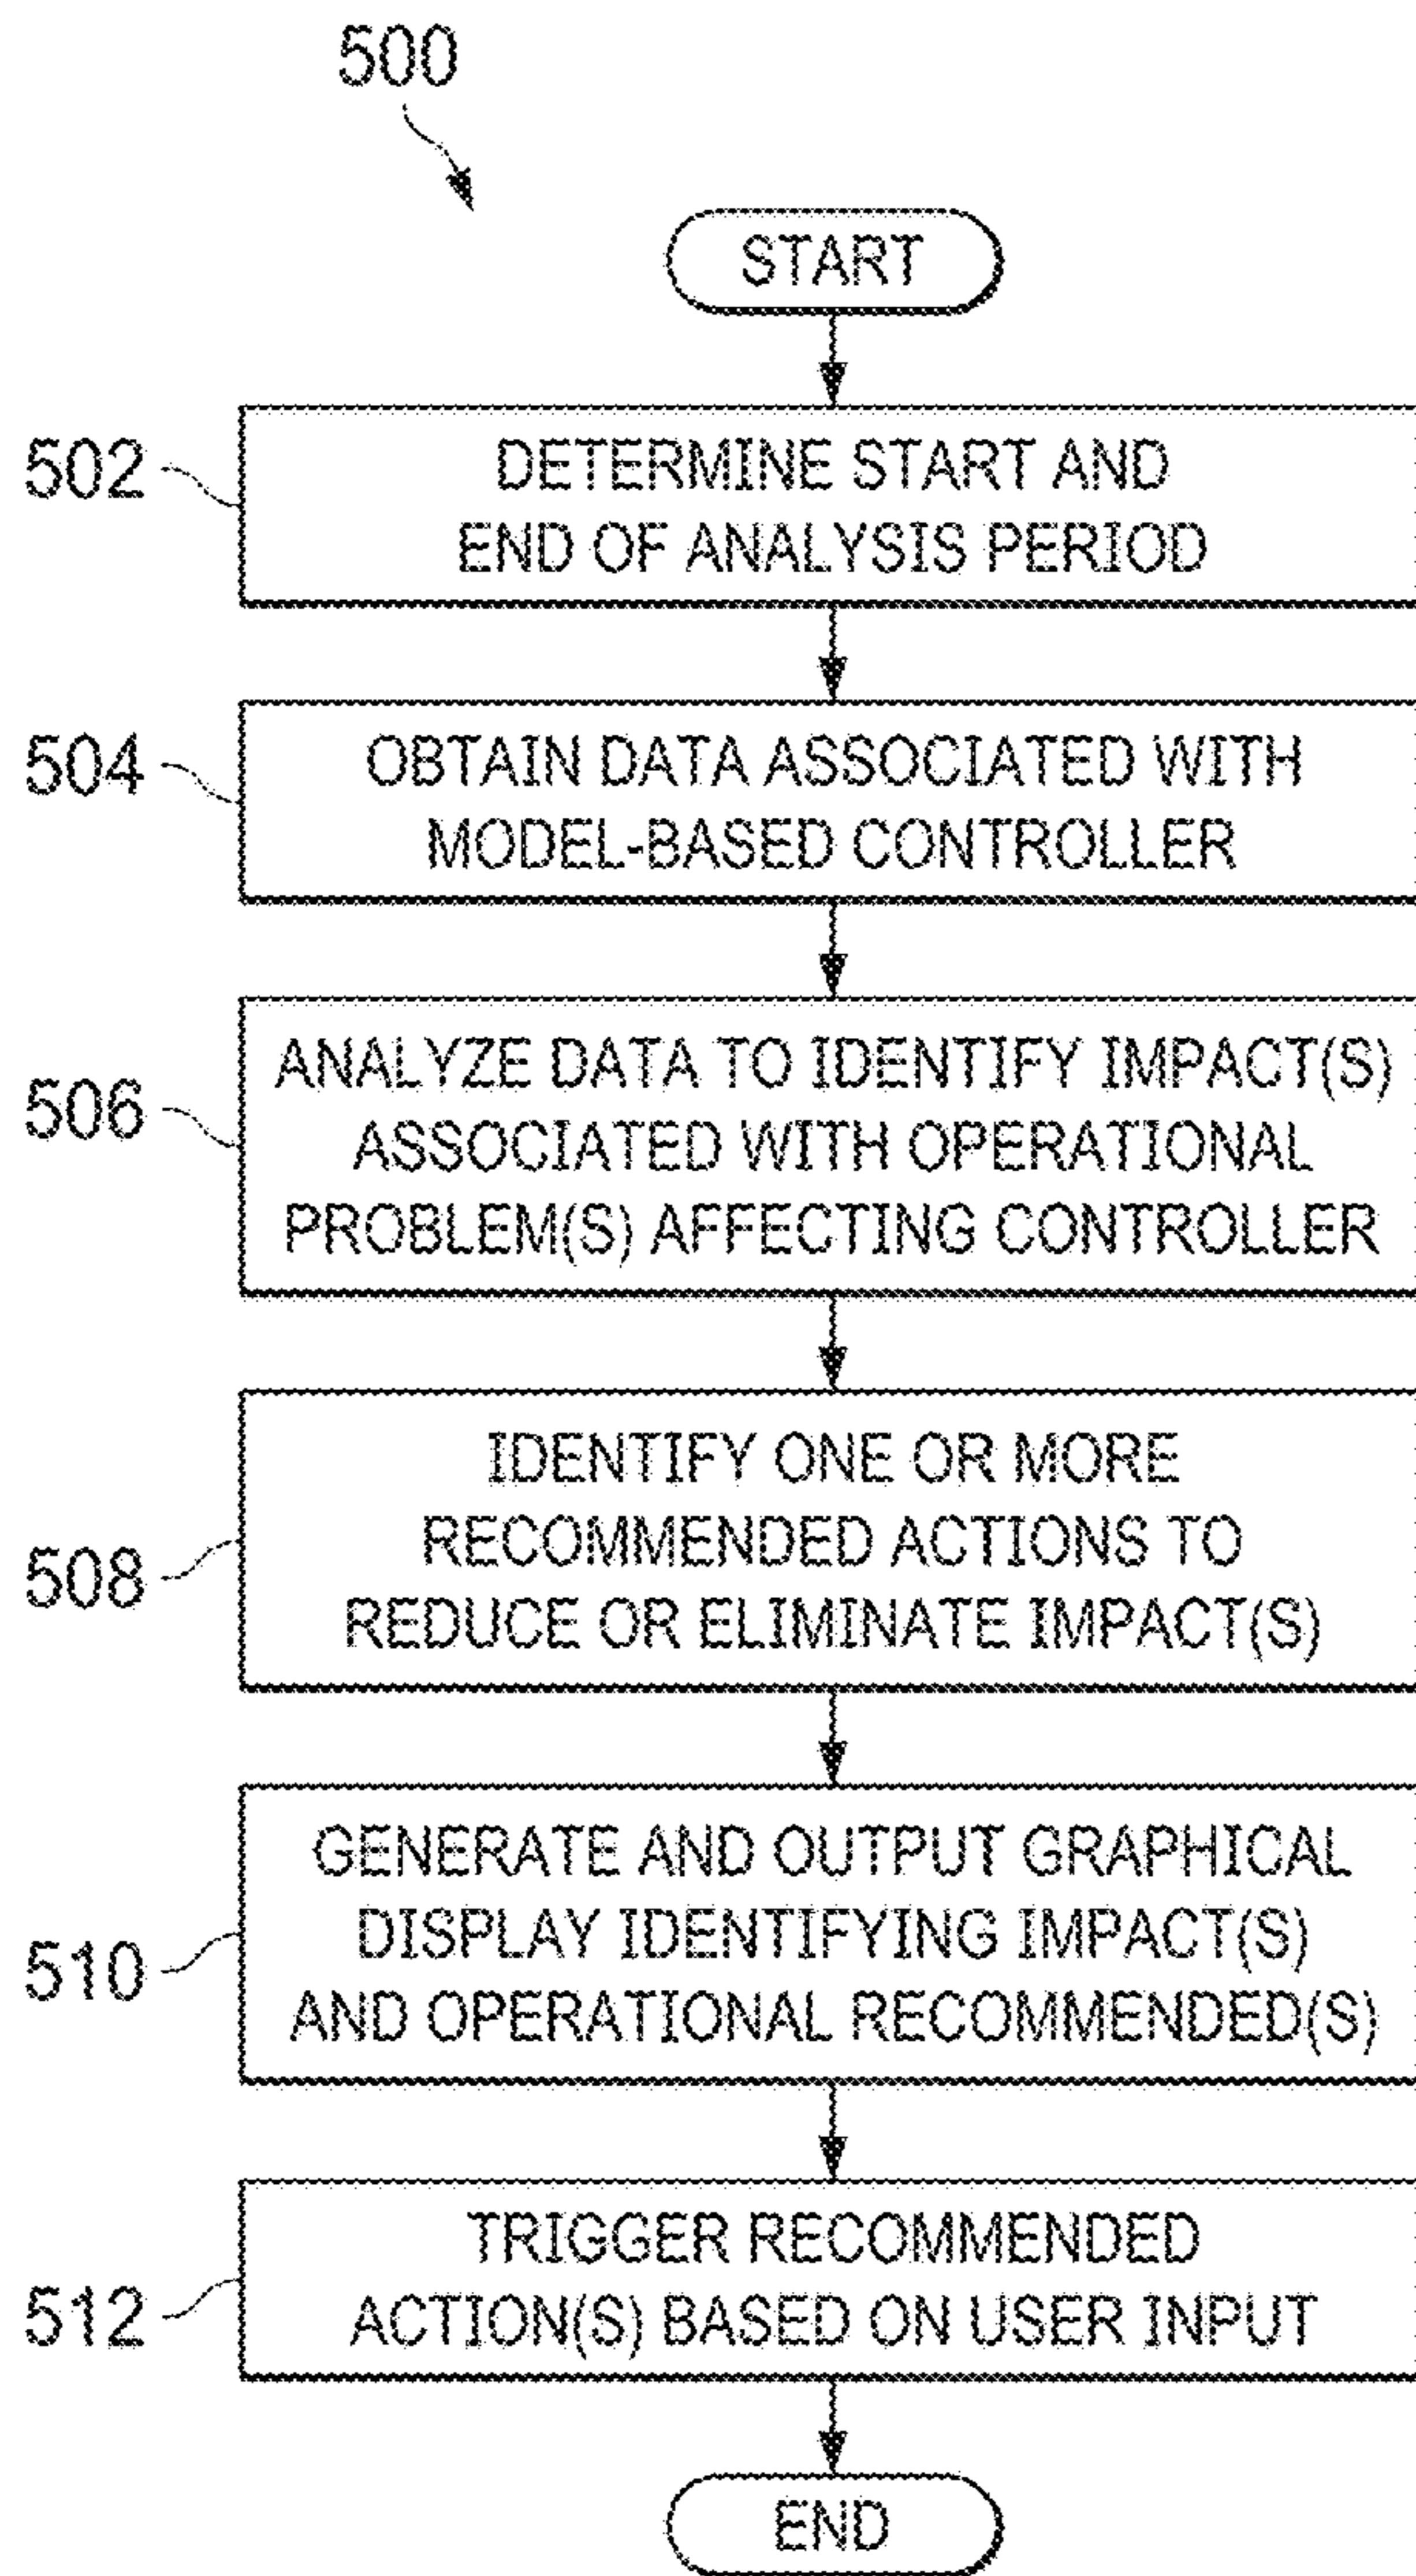 500
START
502
DETERMINE START AND
END OF ANALYSIS PERIOD
504
OBTAIN DATA ASSOCIATED WITH
MODEL-BASED CONTROLLER
506
ANALYZE DATA TO IDENTIFY IMPACT(S)
ASSOCIATED WITH OPERATIONAL
PROBLEM(S) AFFECTING CONTROLLER
508
IDENTIFY ONE OR MORE
RECOMMENDED ACTIONS TO
REDUCE OR ELIMINATE IMPACT(S)
510
GENERATE AND OUTPUT GRAPHICAL
DISPLAY IDENTIFYING IMPACT(S)
AND OPERATIONAL RECOMMENDED(S)
512
TRIGGER RECOMMENDED
ACTION(S) BASED ON USER INPUT
END